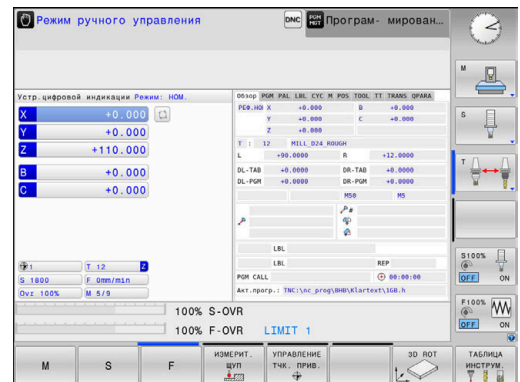 Режим ручного управления
DNC
PGM MGT
Програм- мирован…
Устр.цифровой индикации Режим: НОМ.
X +0.000
Y +0.000
Z +110.000
B +0.000
C +0.000
1
T 12 Z
S 1800 F 0mm/min
Ovr 100% M 5/9
Обзор PGM PAL LBL CYC M POS TOOL TT TRANS QPARA
РЕФ.НОМ X +0.000 B +0.000
Y +0.000 C +0.000
Z +0.000
T : 12 MILL_D24_ROUGH
L +90.0000 R +12.0000
DL-TAB +0.0000 DR-TAB +0.0000
DL-PGM +0.0000 DR-PGM +0.0000
M50 M5
P#
LBL
LBL REP
PGM CALL 00:00:00
Акт.прогр.: TNC:\nc_prog\BHB\Klartext\1GB.h
100% S-OVR
100% F-OVR LIMIT 1
M
S
T
S100%
OFF ON
F100%
OFF ON
M
S
F
ИЗМЕРИТ. ЩУП
УПРАВЛЕНИЕ ТЧК. ПРИВ.
3D ROT
ТАБЛИЦА ИНСТРУМ.